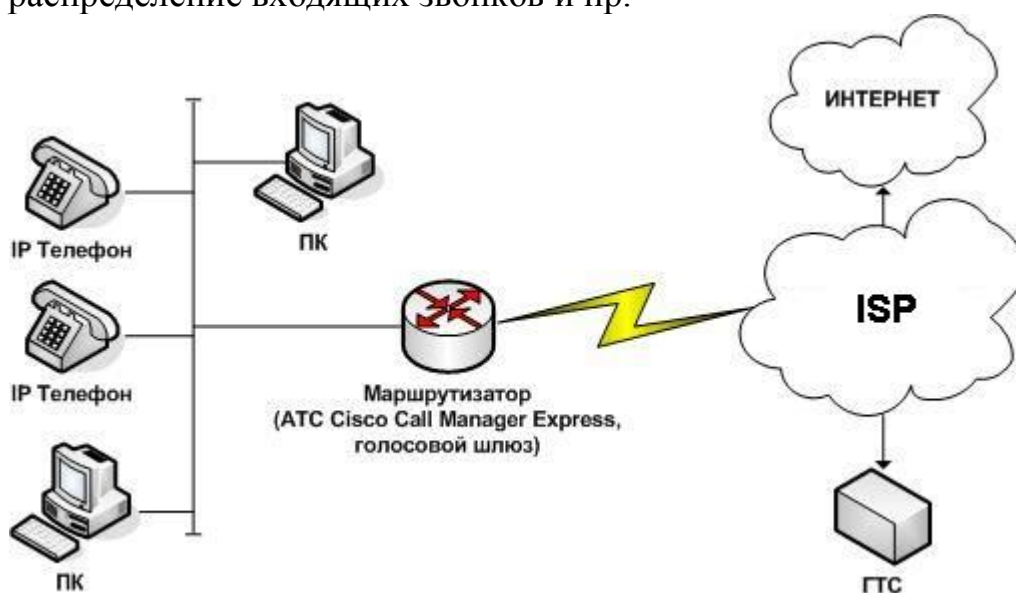 распределение входящих звонков и пр.
ИНТЕРНЕТ
ПК
IP Телефон
ISP
IP Телефон
Маршрутизатор
(АТС Cisco Call Manager Express,
голосовой шлюз)
ПК
ГТС